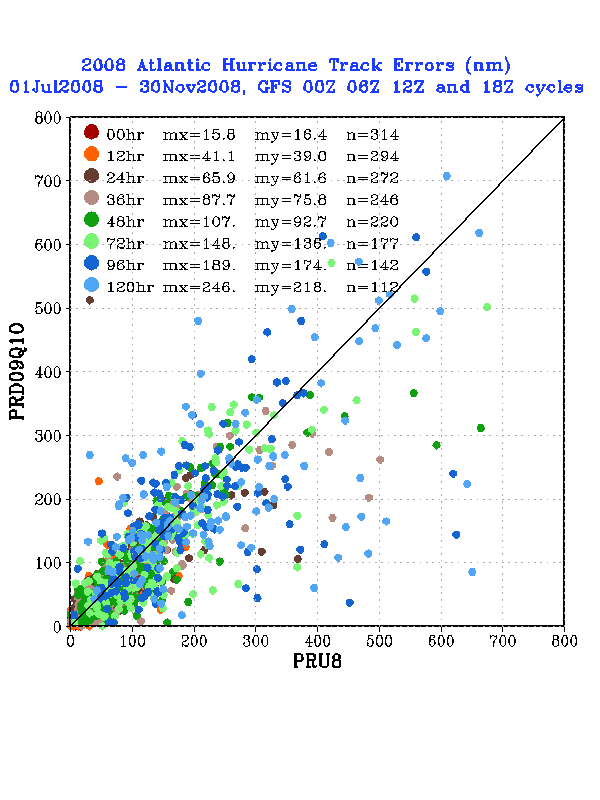 2008 Atlantic Hurricane Track Errors (nm)
01Jul2008 - 30Nov2008, GFS 00Z 06Z 12Z and 18Z cycles
800
00hr mx=15.8 my=16.4 n=314
12hr mx=41.1 my=39.0 n=294
24hr mx=65.9 my=61.6 n=272
700
36hr mx=87.7 my=75.8 n=246
48hr mx=107. my=92.7 n=220
600
72hr mx=148. my=136. n=177
96hr mx=189. my=174. n=142
120hr mx=246. my=218. n=112
500
400
PRD09Q1O
300
200
100
0
0 100 200 300 400 500 600 700 800
PRU8